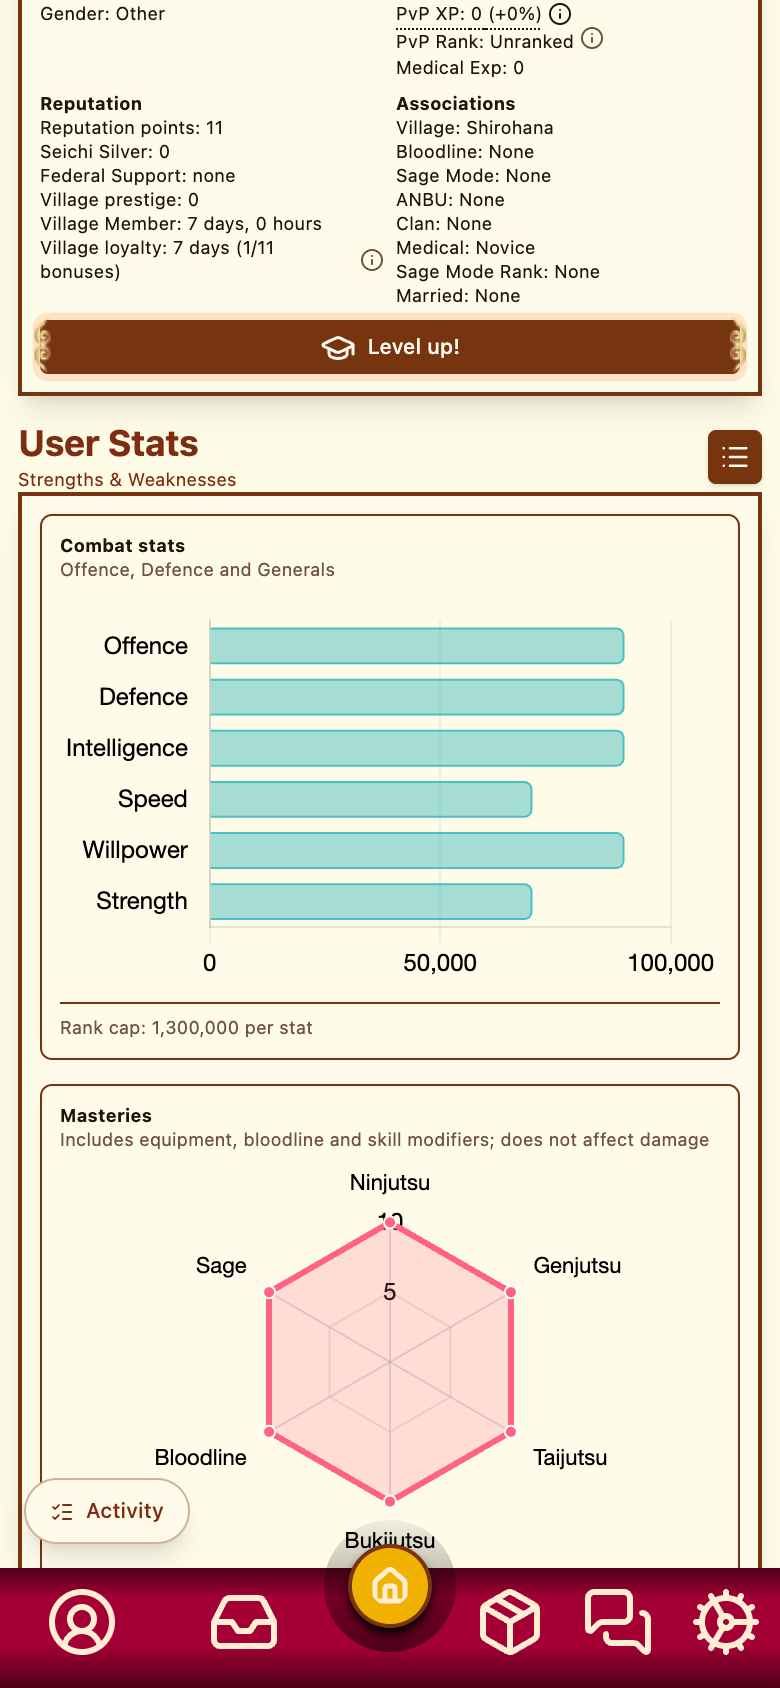 Gender: Other
PvP XP: 0 (+0%)
PvP Rank: Unranked
Medical Exp: 0
Reputation
Reputation points: 11
Seichi Silver: 0
Federal Support: none
Village prestige: 0
Village Member: 7 days, 0 hours
Village loyalty: 7 days (1/11
bonuses)
Associations
Village: Shirohana
Bloodline: None
Sage Mode: None
ANBU: None
Clan: None
Medical: Novice
Sage Mode Rank: None
Married: None
Level up!
User Stats
Strengths & Weaknesses
Combat stats
Offence, Defence and Generals
Offence
Defence
Intelligence
Speed
Willpower
Strength
0 50,000 100,000
Rank cap: 1,300,000 per stat
Masteries
Includes equipment, bloodline and skill modifiers; does not affect damage
Ninjutsu
10
Sage
Genjutsu
5
Bloodline
Taijutsu
Activity
Bukijutsu